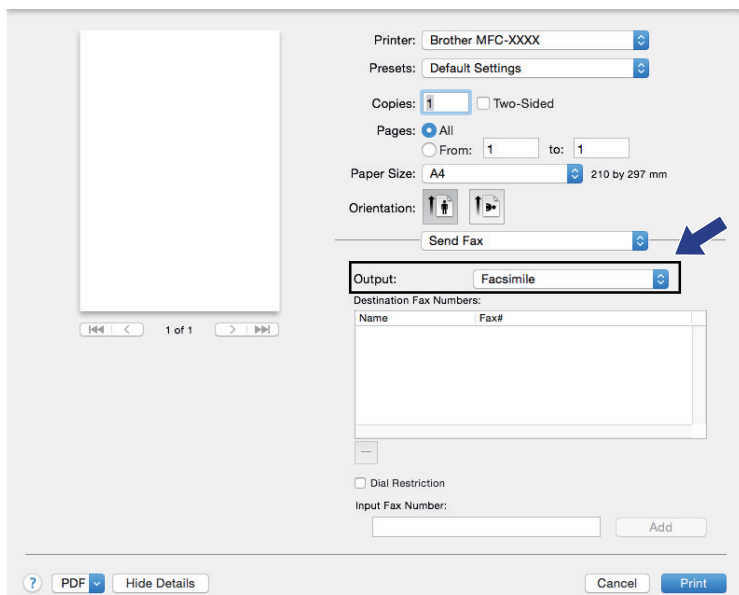 Printer: Brother MFC-XXXX
Presets: Default Settings
Copies: 1 Two-Sided
Pages: All
From: 1 to: 1
Paper Size: A4 210 by 297 mm
Orientation:
Send Fax
Output: Facsimile
Destination Fax Numbers:
Name Fax#
1 of 1
Dial Restriction
Input Fax Number:
Add
? PDF Hide Details Cancel Print